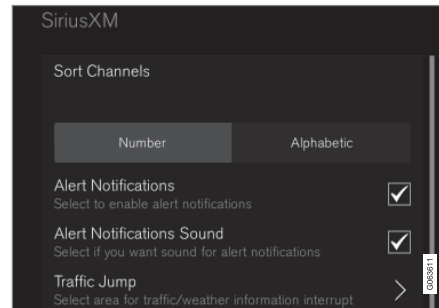 SiriusXM
Sort Channels
Number
Alphabetic
Alert Notifications
Select to enable alert notifications
Alert Notifications Sound
Select if you want sound for alert notifications
Traffic Jump
Select area for traffic/weather information interrupt
G063611